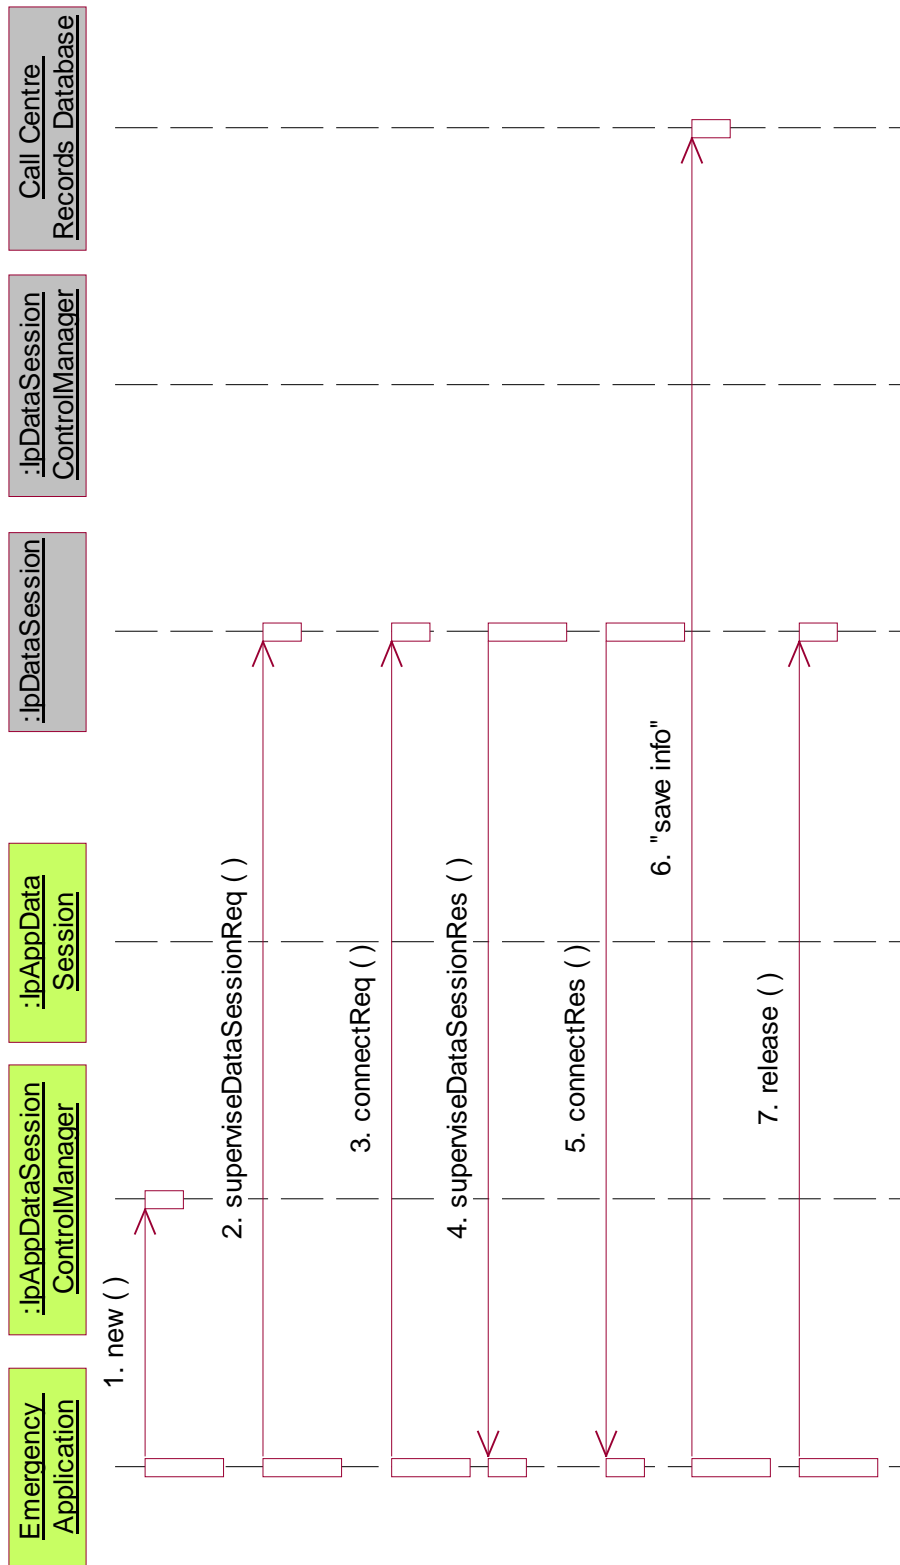 Emergency
Application
:IpAppDataSession
ControlManager
:IpAppData
Session
:IpDataSession
:IpDataSession
ControlManager
Call Centre
Records Database
1. new ( )
2. superviseDataSessionReq ( )
3. connectReq ( )
4. superviseDataSessionRes ( )
5. connectRes ( )
6. "save info"
7. release ( )